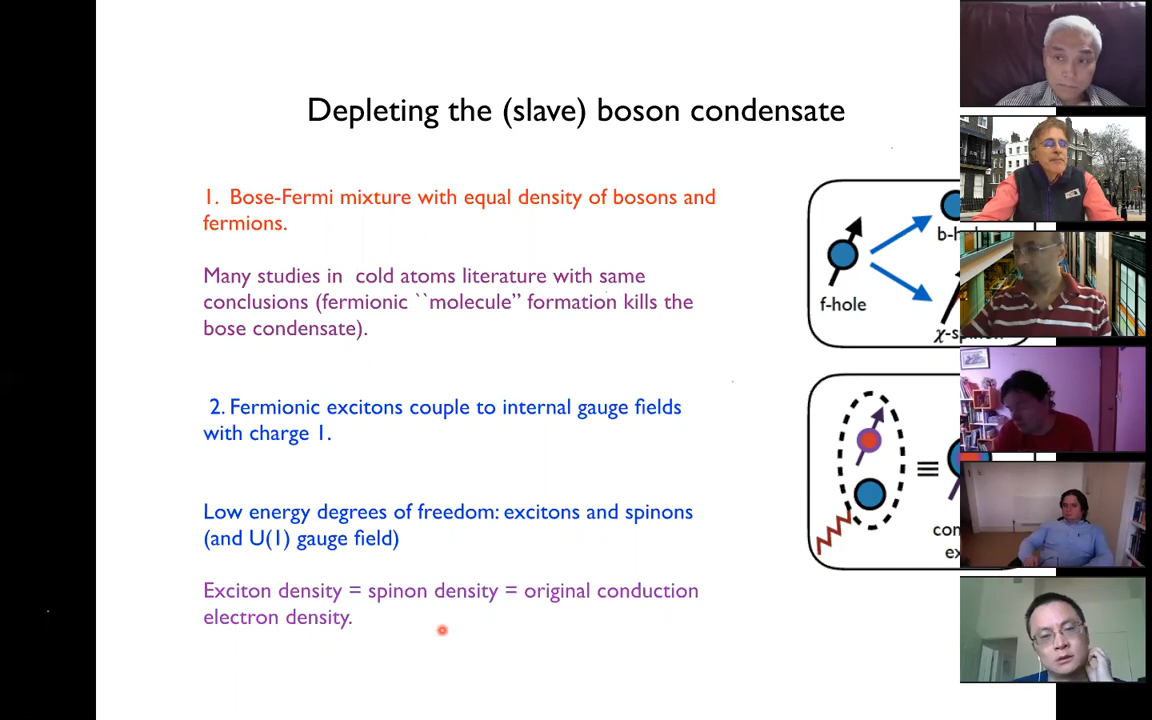 Depleting the (slave) boson condensate
1. Bose-Fermi mixture with equal density of bosons and
fermions.
Many studies in cold atoms literature with same
conclusions (fermionic ``molecule” formation kills the
bose condensate).
2. Fermionic excitons couple to internal gauge fields
with charge 1.
Low energy degrees of freedom: excitons and spinons
(and U(1) gauge field)
Exciton density = spinon density = original conduction
electron density.
f-hole